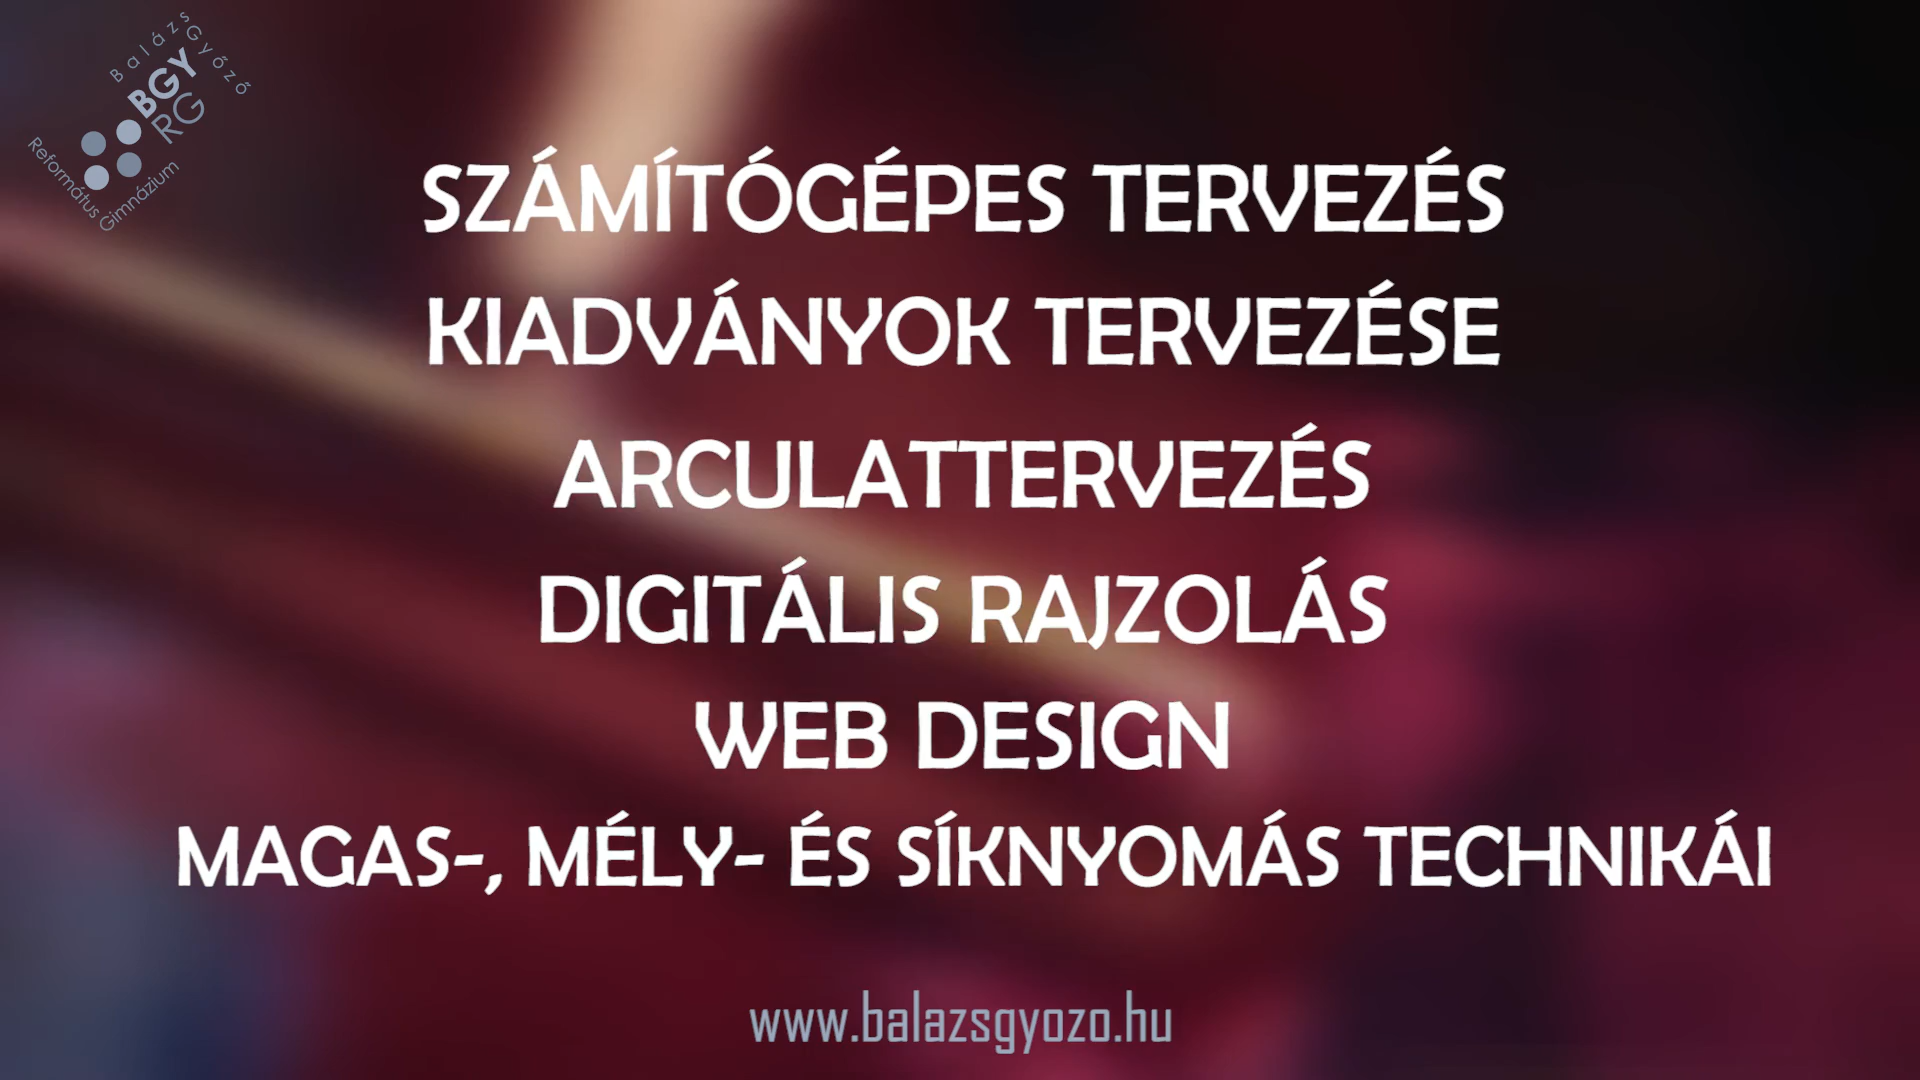 Balázs Győző
BGY
RG
Református Gimnázium
SZÁMÍTÓGÉPES TERVEZÉS
KIADVÁNYOK TERVEZÉSE
ARCULATTERVEZÉS
DIGITÁLIS RAJZOLÁS
WEB DESIGN
MAGAS-, MÉLY- ÉS SÍKNYOMÁS TECHNIKÁI
www.balazsgyozo.hu